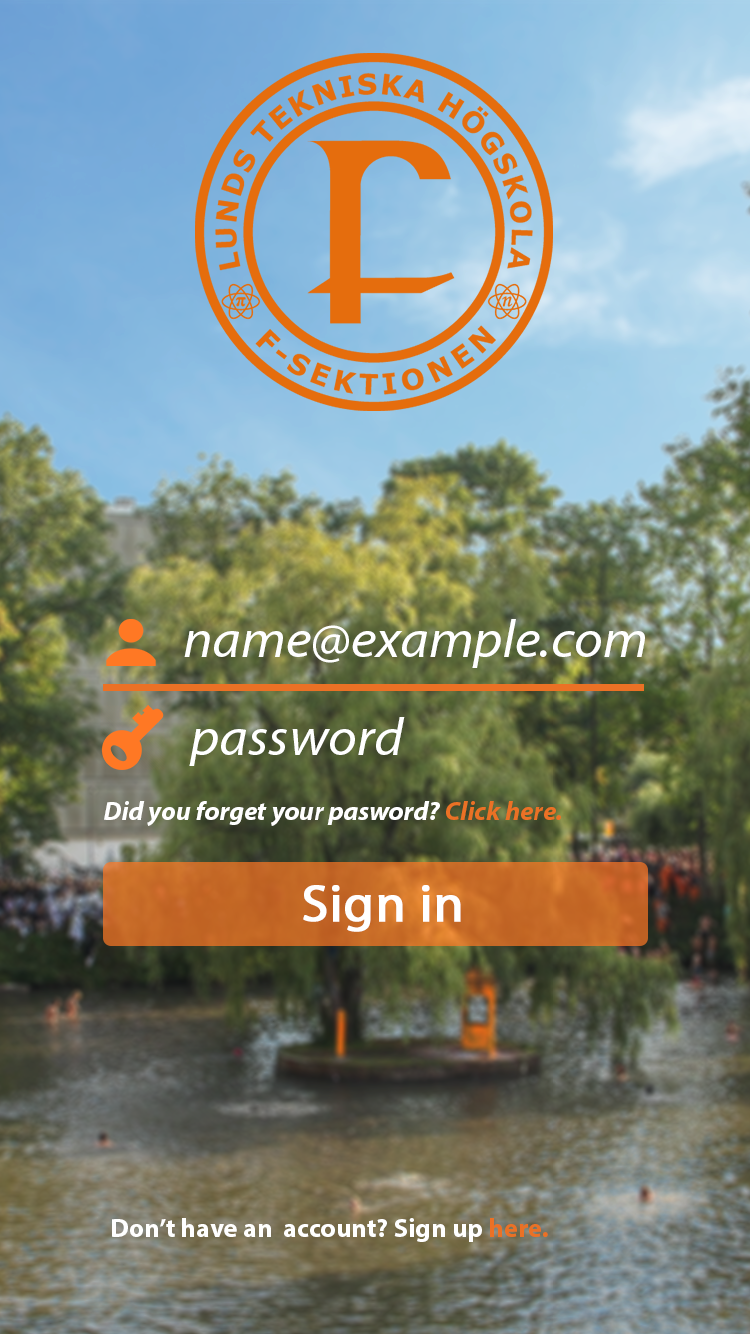 LUNDS TEKNISKA HÖGSKOLA
F
π
n
F-SEKTIONEN
name@example.com
password
Did you forget your pasword? Click here.
Sign in
Don’t have an account? Sign up here.